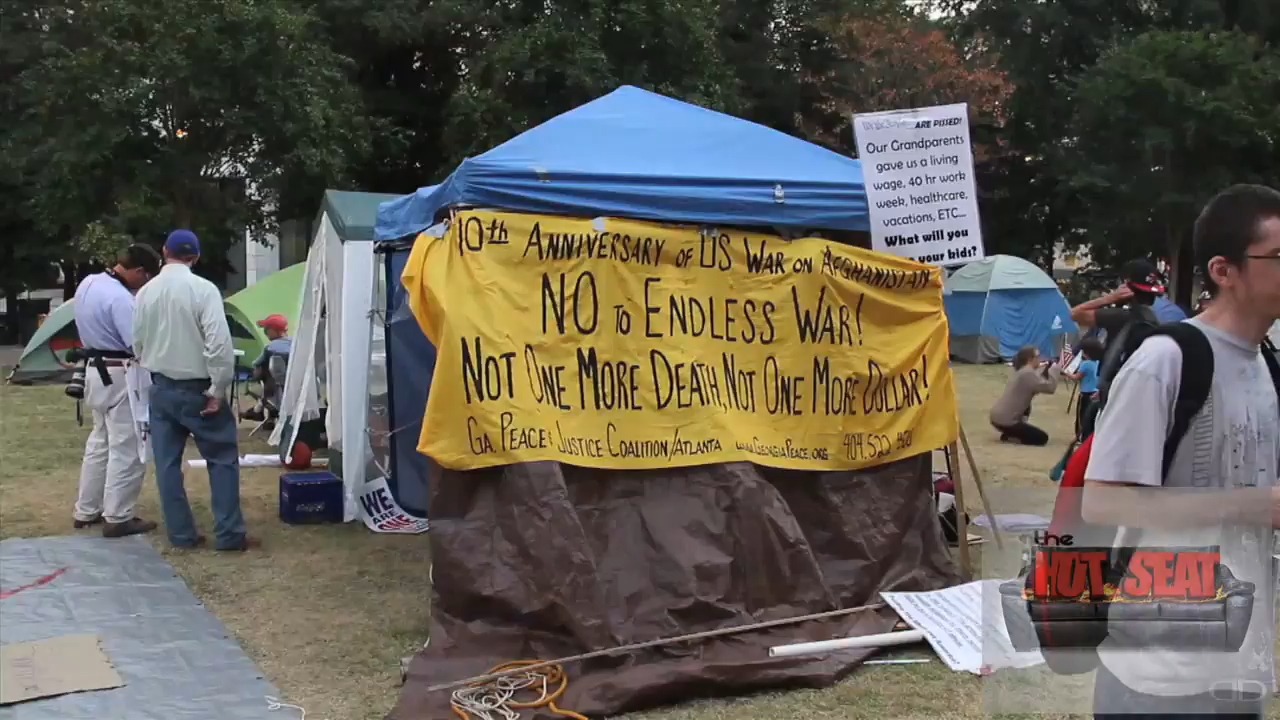 ARE PISSED!
Our Grandparents
gave us a living
wage, 40 hr work
week, healthcare,
vacations, ETC...
What will you
your kids?
10th ANNIVERSARY OF US WAR ON AFGHANISTAN
NO TO ENDLESS WAR!
NOT ONE MORE DEATH, NOT ONE MORE DOLLAR!
GA. PEACE & JUSTICE COALITION/ATLANTA www.GEORGIAPEACE.ORG 404.522
WE
ARE
the
HOT SEAT